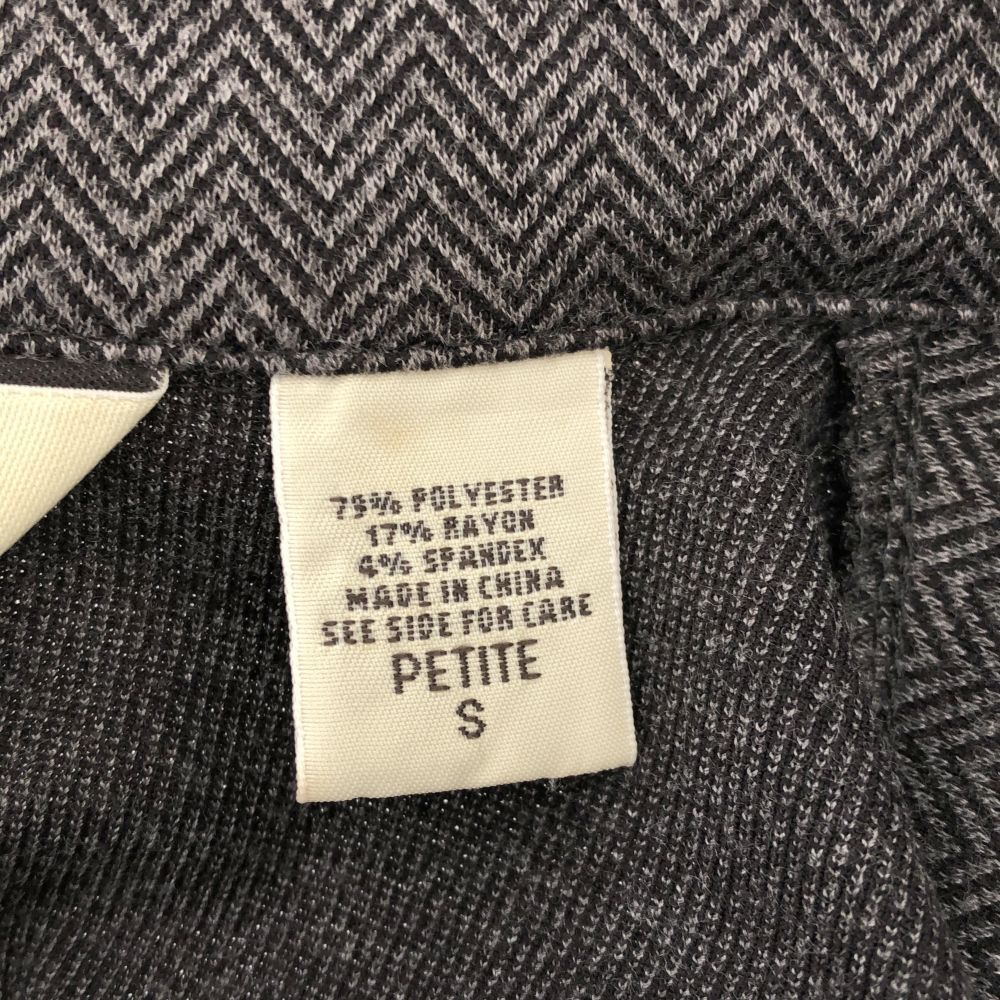 79% POLYESTER
17% RAYON
4% SPANDEX
MADE IN CHINA
SEE SIDE FOR CARE
PETITE
S